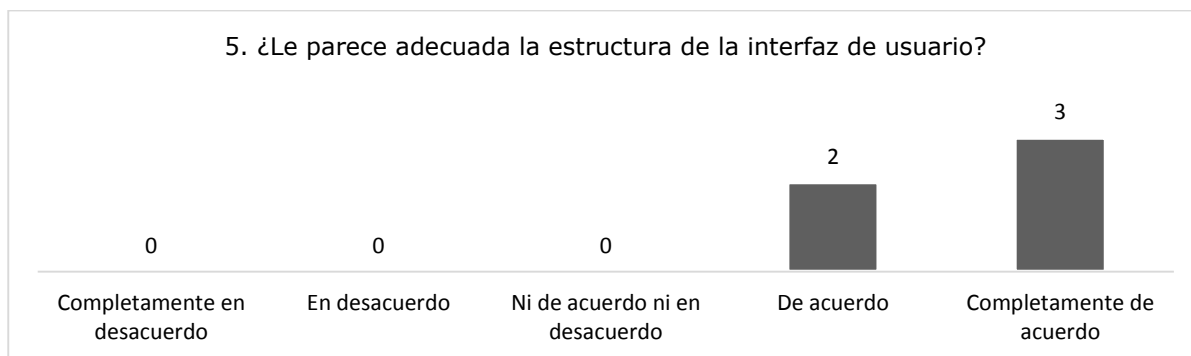 5. ¿Le parece adecuada la estructura de la interfaz de usuario?
3
2
0
0
0
Completamente en
desacuerdo
En desacuerdo
Ni de acuerdo ni en
desacuerdo
De acuerdo
Completamente de
acuerdo